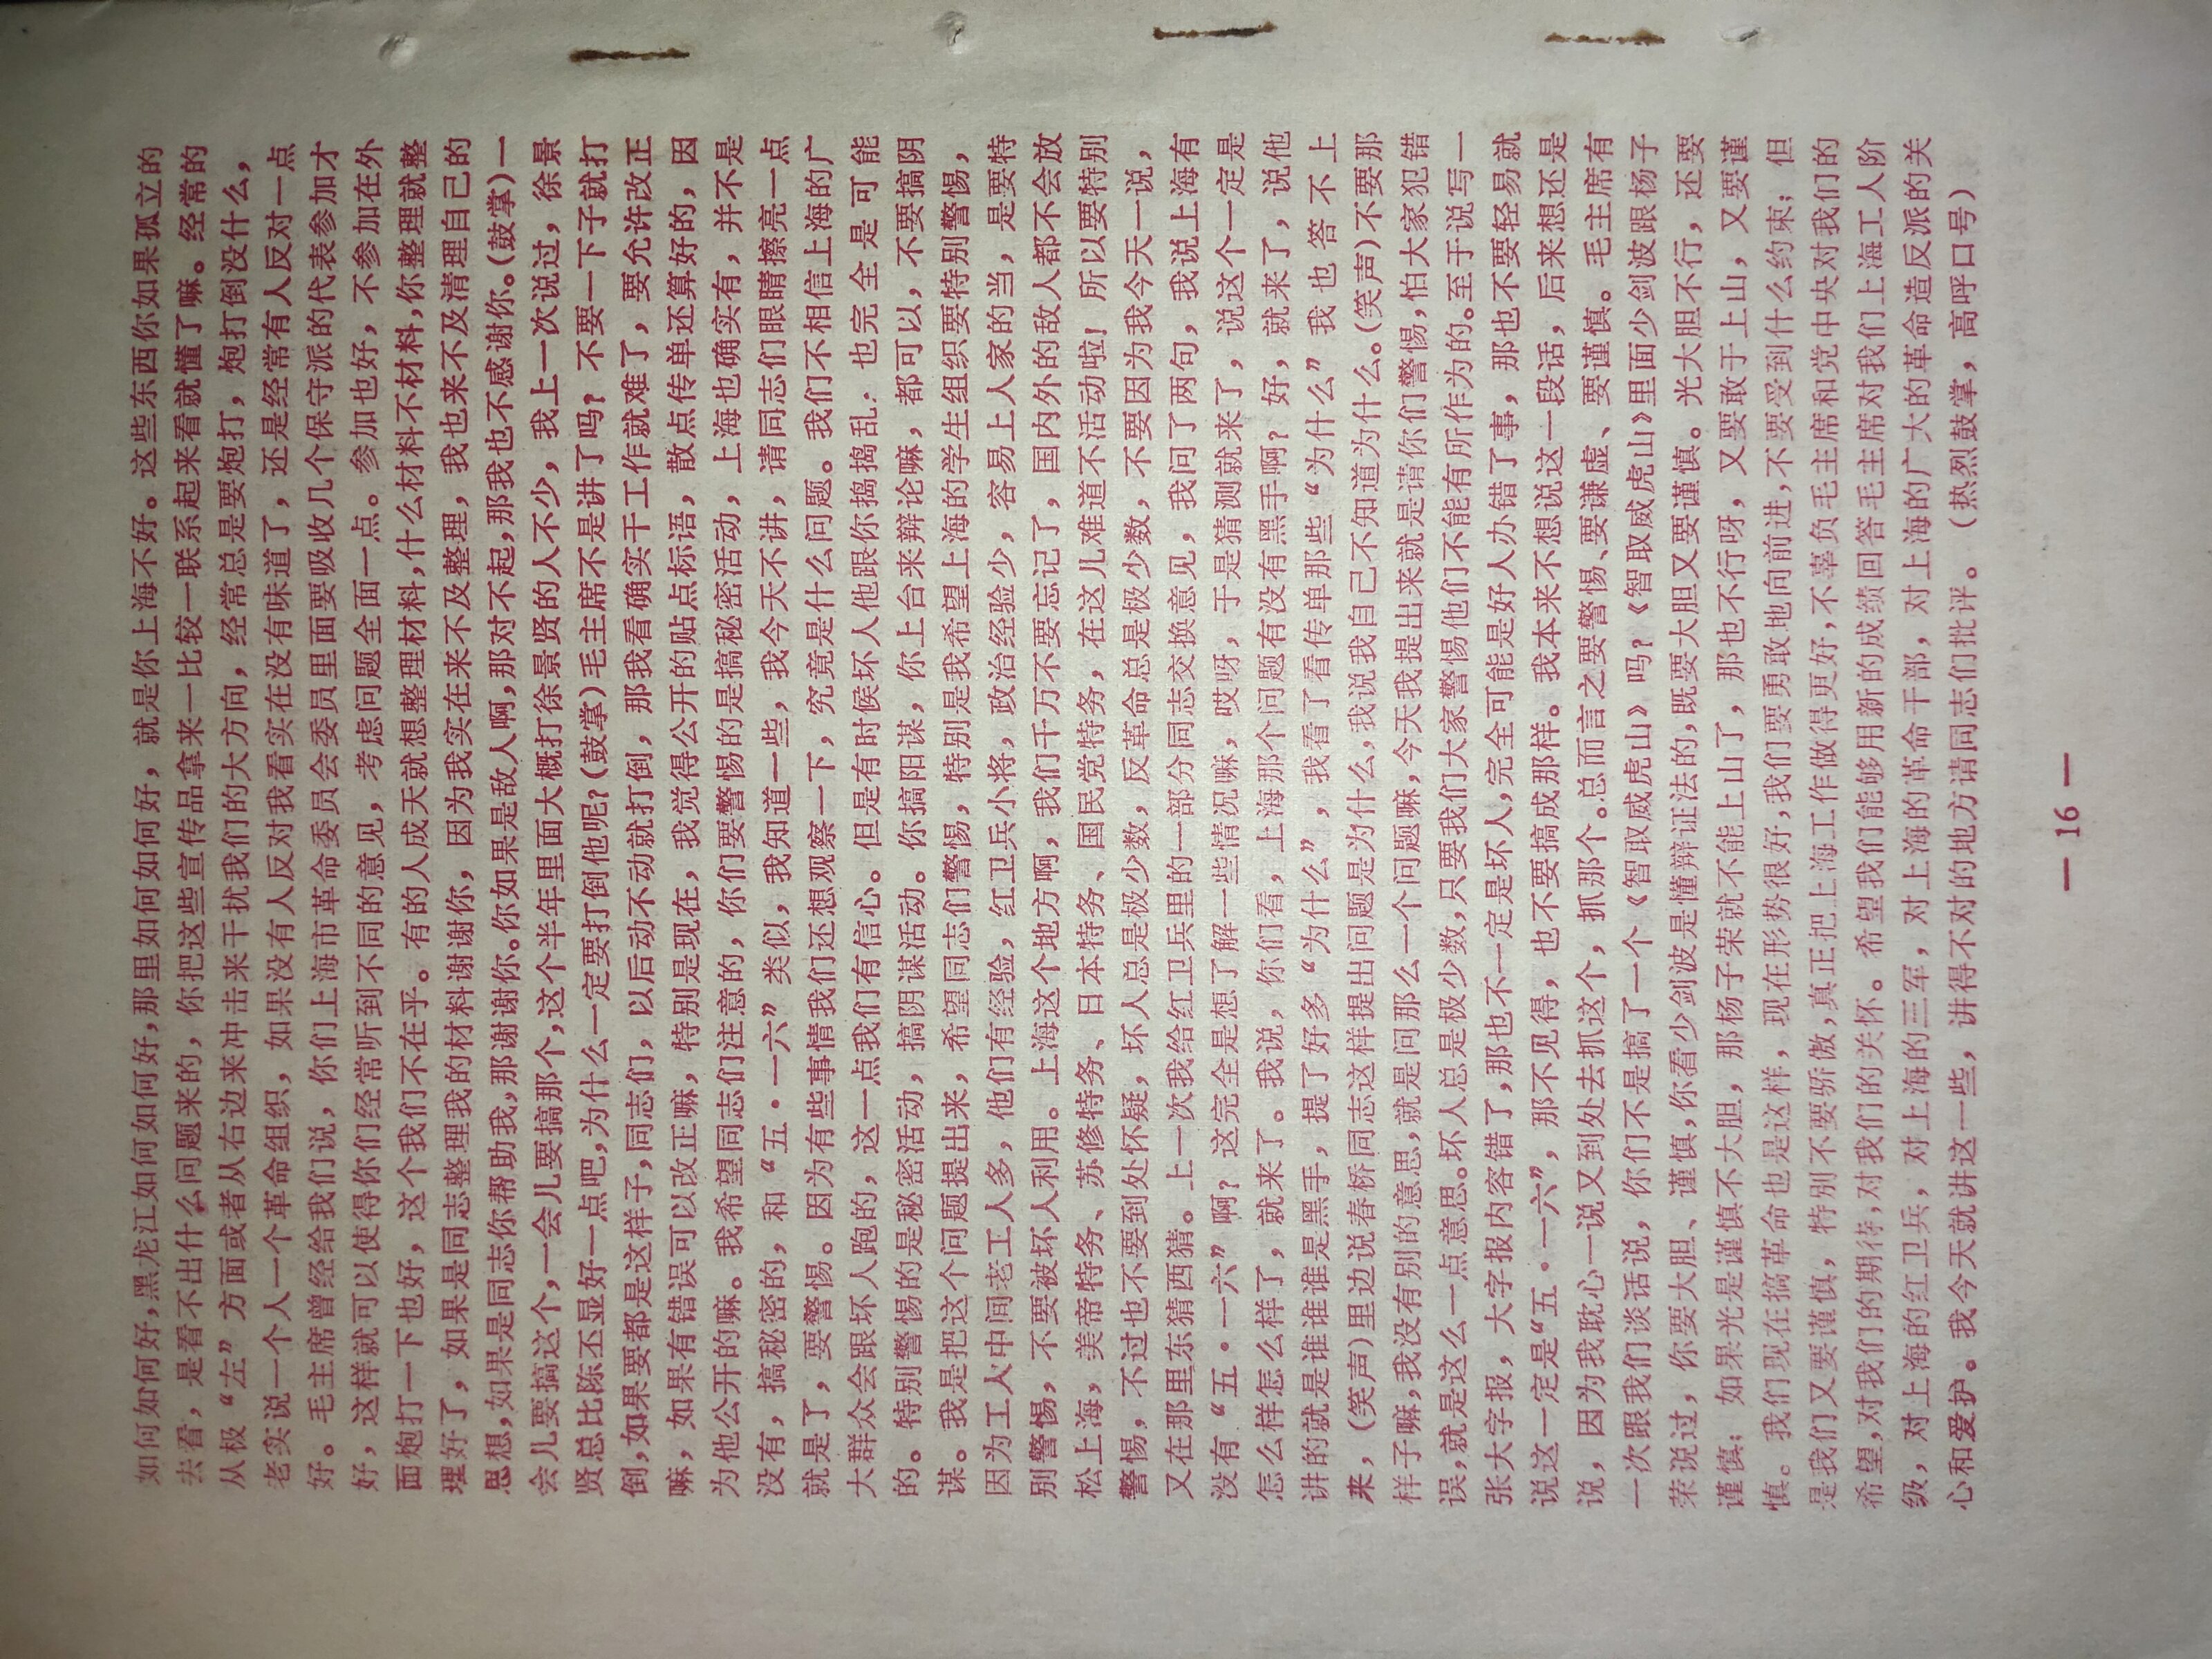 如何如何好，黑龙江如何如何好，那里如何如何好，就是你上海不好。这些东西你如果孤立的
去看，是看不出什么问题来的，你把这些宣传品拿来一比较一联系起来看就懂了嘛。经常的
从极“左”方面或者从右边来冲击来干扰我们的大方向，经常总是要炮打，炮打倒没什么，
老实说一个人一个革命组织，如果没有人反对我看实在没有味道了，还是经常有人反对一点
好。毛主席曾经给我们说，你们上海市革命委员会委员里面要吸收几个保守派的代表参加才
好，这样就可以使得你们经常听到不同的意见，考虑问题全面一点。参加也好，不参加在外
面炮打一下也好，这个我们不在乎。有的人成天就想整理材料，什么材料不材料，你整理就整
理好了，如果是同志整理我的材料谢谢你，因为我实在来不及整理，我也来不及清理自己的
思想，如果是同志你帮助我，那谢谢你。你如果是敌人啊，那对不起，那我也不感谢你。（鼓掌）一
会儿要搞这个，一会儿要搞那个，这个半年里面大概打徐景贤的人不少，我上一次说过，徐景
贤总比陈丕显好一点吧，为什么一定要打倒他呢？（鼓掌）毛主席不是讲了吗？不要一下子就打
倒，如果要都是这样子，同志们，以后动不动就打倒，那我看确实干工作就难了，要允许改正
嘛，如果有错误可以改正嘛，特别是现在，我觉得公开的贴点标语，散点传单还算好的，因
为他公开的嘛。我希望同志们注意的，你们要警惕的是搞秘密活动，上海也确实有，并不是
没有，搞秘密的，和“五·一六”类似，我知道一些，我今天不讲，请同志们眼睛擦亮一点
就是了，要警惕。因为有些事情我们还想观察一下，究竟是什么问题。我们不相信上海的广
大群众会跟坏人跑的，这一点我们有信心。但是有时候坏人他跟你捣捣乱．也完全是可能
的。特别警惕的是秘密活动，搞阴谋活动。你搞阳谋，你上台来辩论嘛，都可以，不要搞阴
谋。我是把这个问题提出来，希望同志们警惕，特别是我希望上海的学生组织要特别警惕，
因为工人中间老工人多，他们有经验，红卫兵小将，政治经验少，容易上人家的当，是要特
别警惕，不要被坏人利用。上海这个地方啊，我们千万不要忘记了，国内外的敌人都不会放
松上海，美帝特务、苏修特务、日本特务、国民党特务，在这儿难道不活动啦！所以要特别
警惕，不过也不要到处怀疑，坏人总是极少数，反革命总是极少数，不要因为我今天一说，
又在那里东猜西猜。上一次我给红卫兵里的一部分同志交换意见，我问了两句，我说上海有
没有“五·一六”啊？这完全是想了解一些情况嘛，哎呀，于是猜测就来了，说这个一定是
怎么样怎么样了，就来了。我说，你们看，上海那个问题有没有黑手啊？好，就来了，说他
讲的就是谁谁谁是黑手，提了好多“为什么”，我看了看传单那些“为什么”我也答不上
来，（笑声）里边说春桥同志这样提出问题是为什么，我说我自己不知道为什么。（笑声）不要那
样子嘛，我没有别的意思，就是问那么一个问题嘛，今天我提出来就是请你们警惕，怕大家犯错
误，就是这么一点意思。坏人总是极少数，只要我们大家警惕他们不能有所作为的。至于说写一
张大字报，大字报内容错了，那也不一定是坏人，完全可能是好人办错了事，那也不要轻易就
说这一定是“五·一六”，那不见得，也不要搞成那样。我本来不想说这一段话，后来想还是
说，因为我耽心一说又到处去抓这个，抓那个。总而言之要警惕、要谦虚、要谨慎。毛主席有
一次跟我们谈话说，你们不是搞了一个《智取威虎山》吗？《智取威虎山》里面少剑波跟杨子
荣说过，你要大胆、谨慎，你看少剑波是懂辩证法的，既要大胆又要谨慎。光大胆不行，还要
谨慎；如果光是谨慎不大胆，那杨子荣就不能上山了，那也不行呀，又要敢于上山，又要谨
慎。我们现在搞革命也是这样，现在形势很好，我们要勇敢地向前进，不要受到什么约束；但
是我们又要谨慎，特别不要骄傲，真正把上海工作做得更好，不辜负毛主席和党中央对我们的
希望，对我们的期待，对我们的关怀。希望我们能够用新的成绩回答毛主席对我们上海工人阶
级，对上海的红卫兵，对上海的三军，对上海的革命干部，对上海的广大的革命造反派的关
心和爱护。我今天就讲这一些，讲得不对的地方请同志们批评。（热烈鼓掌，高呼口号）
— 16 —